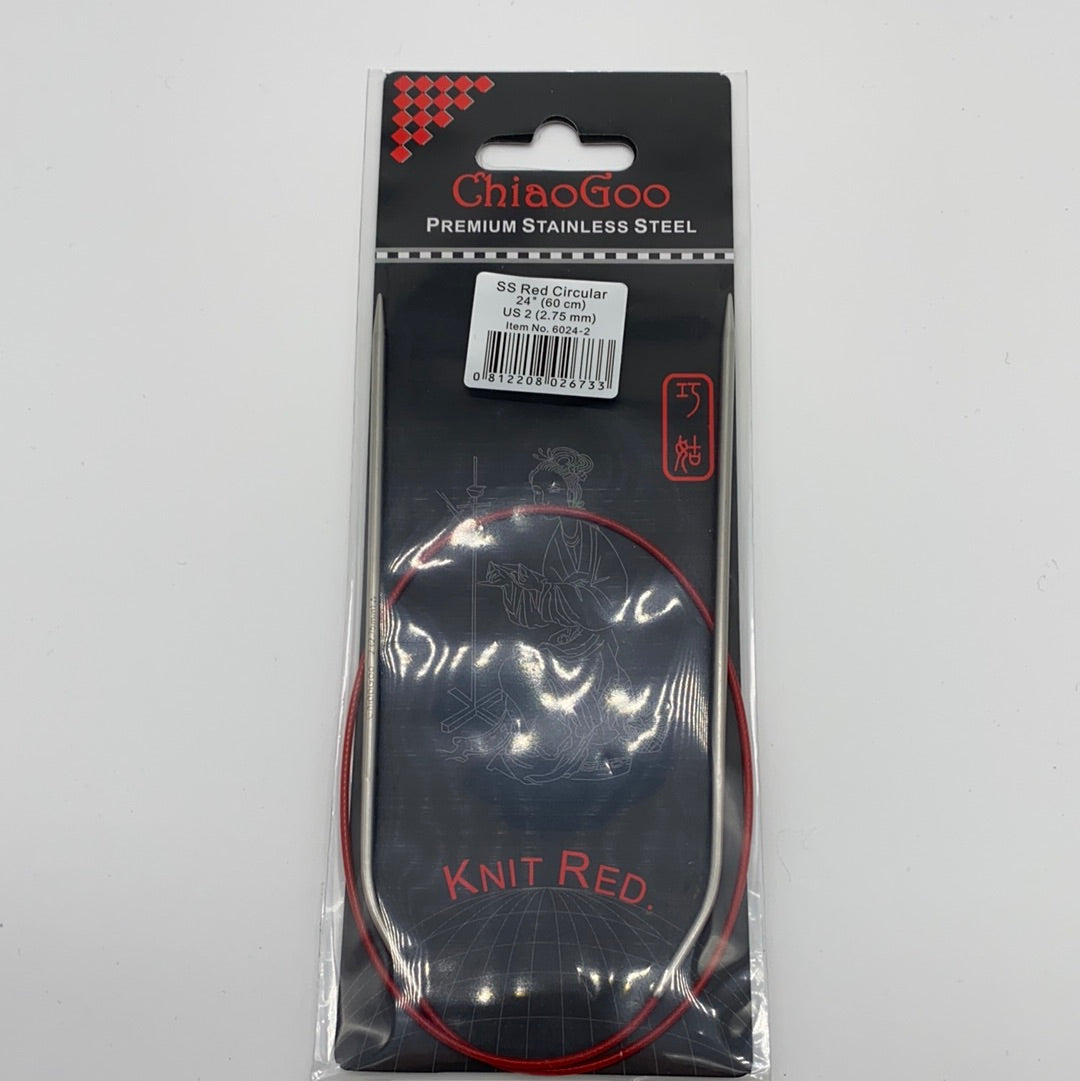 ChiaoGoo
PREMIUM STAINLESS STEEL
SS Red Circular
24" (60 cm)
US 2 (2.75 mm)
Item No. 6024-2
0 812208 026733
巧
姑
KNIT RED.